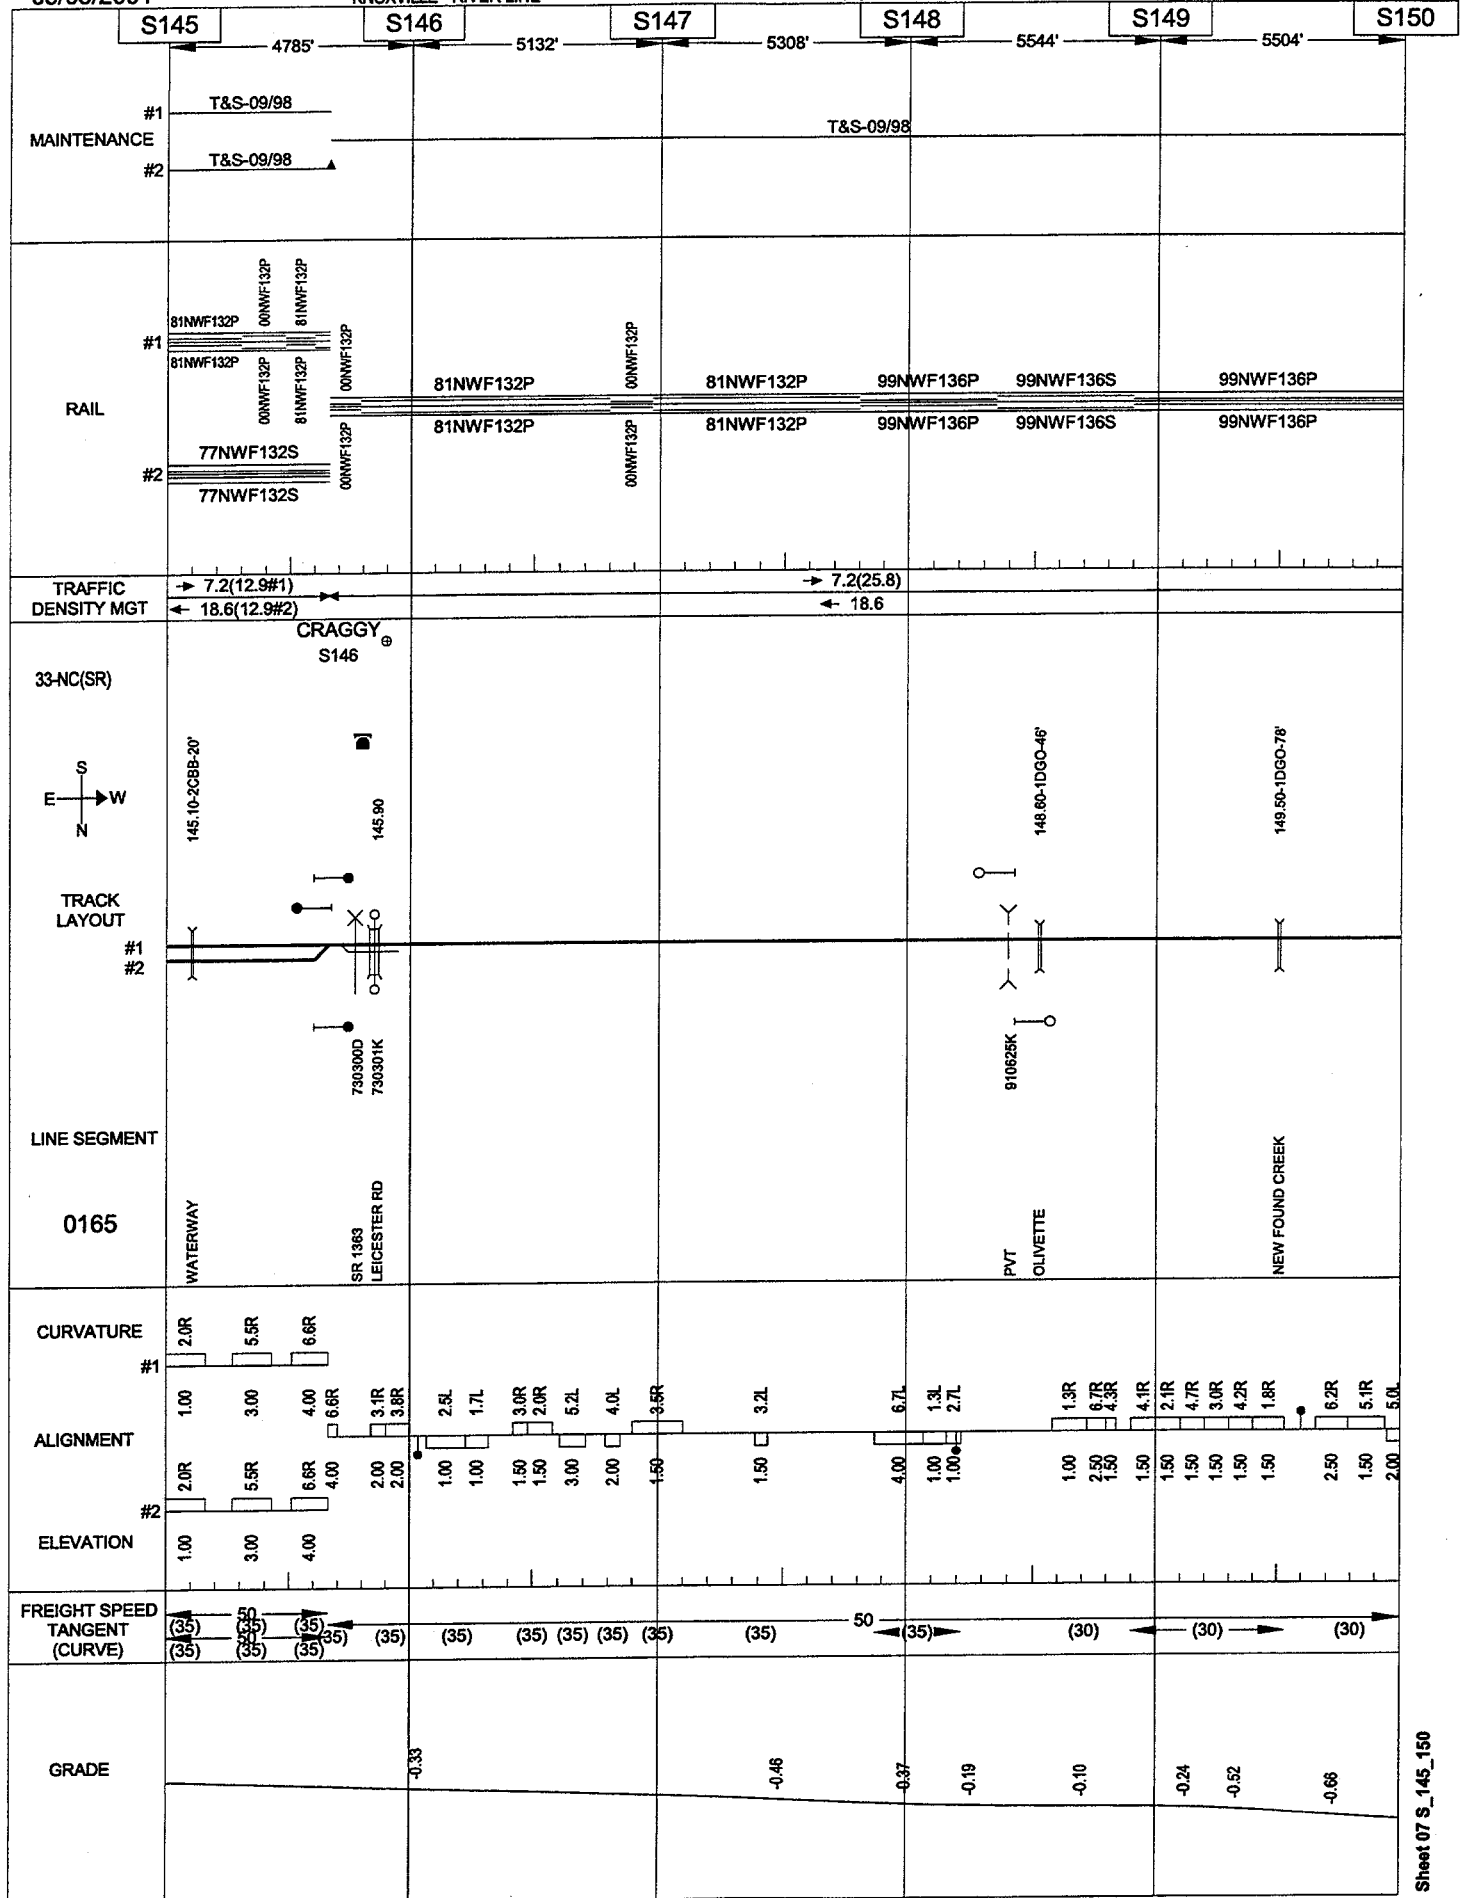 S145 S146 S147 S148 S149 S150
4785' 5132' 5308' 5544' 5504'
MAINTENANCE
#1 T&S-09/98
T&S-09/98
#2 T&S-09/98
RAIL
#1
81NWF132P 00NWF132P 81NWF132P
81NWF132P 00NWF132P 81NWF132P
00NWF132P 81NWF132P 00NWF132P 81NWF132P 99NWF136P 99NWF136S 99NWF136P
00NWF132P 81NWF132P 00NWF132P 81NWF132P 99NWF136P 99NWF136S 99NWF136P
#2
77NWF132S
77NWF132S
TRAFFIC
DENSITY MGT
7.2(12.9#1) 7.2(25.8)
18.6(12.9#2) 18.6
CRAGGY
S146
33-NC(SR)
S
E W
N
145.10-2CBB-20'
145.90
148.60-1DGO-46'
149.50-1DGO-78'
TRACK
LAYOUT
#1
#2
730300D
730301K
910625K
LINE SEGMENT
0165
WATERWAY
SR 1363
LEICESTER RD
PVT
OLIVETTE
NEW FOUND CREEK
CURVATURE
#1
2.0R 5.5R 6.6R
1.00 3.00 4.00
ALIGNMENT
6.6R 3.1R 3.8R 2.5L 1.7L 3.0R 2.0R 5.2L 4.0L 3.5R 3.2L 6.7L 1.3L 2.7L 1.3R 6.7R 4.3R 4.1R 2.1R 4.7R 3.0R 4.2R 1.8R 6.2R 5.1R 5.0L
4.00 2.00 2.00 1.00 1.00 1.50 1.50 3.00 2.00 1.50 1.50 4.00 1.00 1.00 1.00 2.50 1.50 1.50 1.50 1.50 1.50 1.50 1.50 2.50 1.50 2.00
#2
2.0R 5.5R 6.6R
ELEVATION
1.00 3.00 4.00
FREIGHT SPEED
TANGENT
(CURVE)
50 50
(35) (35) (35)
50
(35) (35) (35)
(35) (35) (35) (35) (35) (35) (35) (35) (35) (30) (30) (30)
GRADE
-0.33 -0.46 -0.37 -0.19 -0.10 -0.24 -0.52 -0.66
Sheet 07 S_145_150